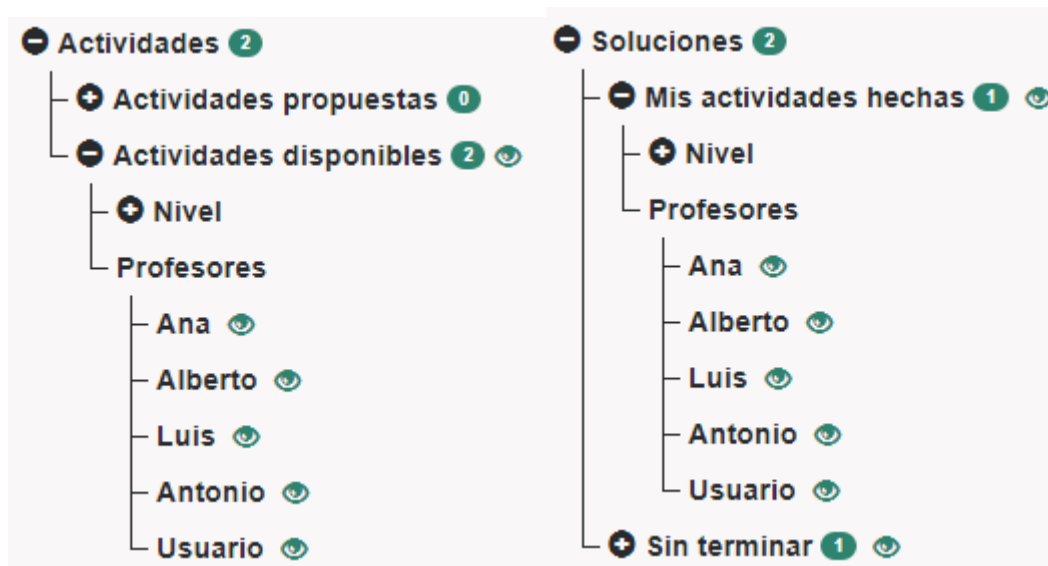 Actividades 2
Actividades propuestas 0
Actividades disponibles 2
Nivel
Profesores
Ana
Alberto
Luis
Antonio
Usuario
Soluciones 2
Mis actividades hechas 1
Nivel
Profesores
Ana
Alberto
Luis
Antonio
Usuario
Sin terminar 1